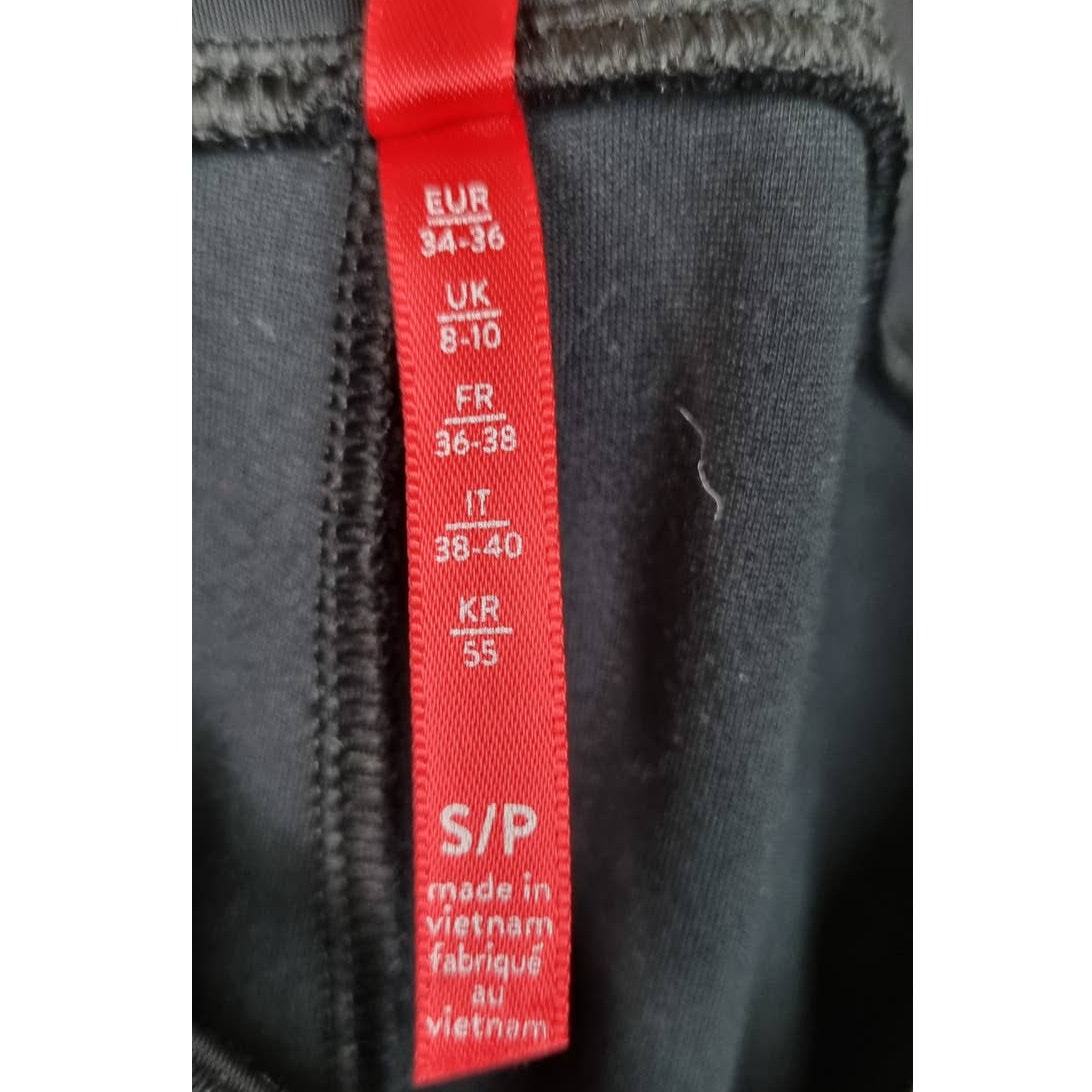 EUR
34-36
UK
8-10
FR
36-38
IT
38-40
KR
55
S/P
made in
vietnam
fabriqué
au
vietnam